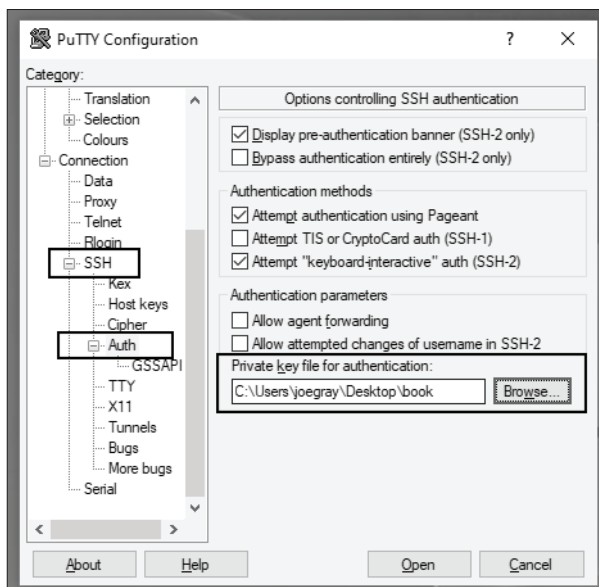 PuTTY Configuration
?
Category:
Translation
Selection
Colours
Connection
Data
Proxy
Telnet
Rlogin
SSH
Kex
Host keys
Cipher
Auth
GSSAPI
TTY
X11
Tunnels
Bugs
More bugs
Serial
Options controlling SSH authentication
Display pre-authentication banner (SSH-2 only)
Bypass authentication entirely (SSH-2 only)
Authentication methods
Attempt authentication using Pageant
Attempt TIS or CryptoCard auth (SSH-1)
Attempt "keyboard-interactive" auth (SSH-2)
Authentication parameters
Allow agent forwarding
Allow attempted changes of username in SSH-2
Private key file for authentication:
C:\Users\joegray\Desktop\book
Browse...
About
Help
Open
Cancel